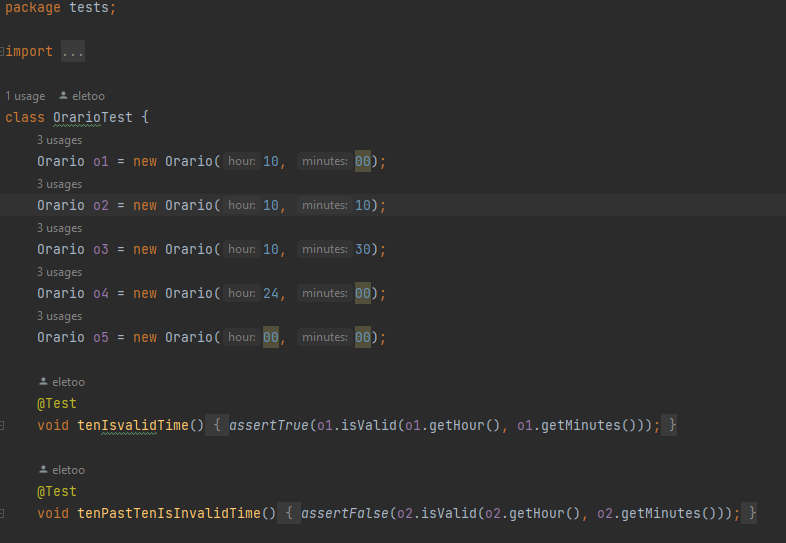 package tests;
import ...
1 usage eletoo
class OrarioTest {
3 usages
Orario o1 = new Orario( hour: 10, minutes: 00);
3 usages
Orario o2 = new Orario( hour: 10, minutes: 10);
3 usages
Orario o3 = new Orario( hour: 10, minutes: 30);
3 usages
Orario o4 = new Orario( hour: 24, minutes: 00);
3 usages
Orario o5 = new Orario( hour: 00, minutes: 00);
eletoo
@Test
void tenIsvalidTime() { assertTrue(o1.isValid(o1.getHour(), o1.getMinutes())); }
eletoo
@Test
void tenPastTenIsInvalidTime() { assertFalse(o2.isValid(o2.getHour(), o2.getMinutes())); }